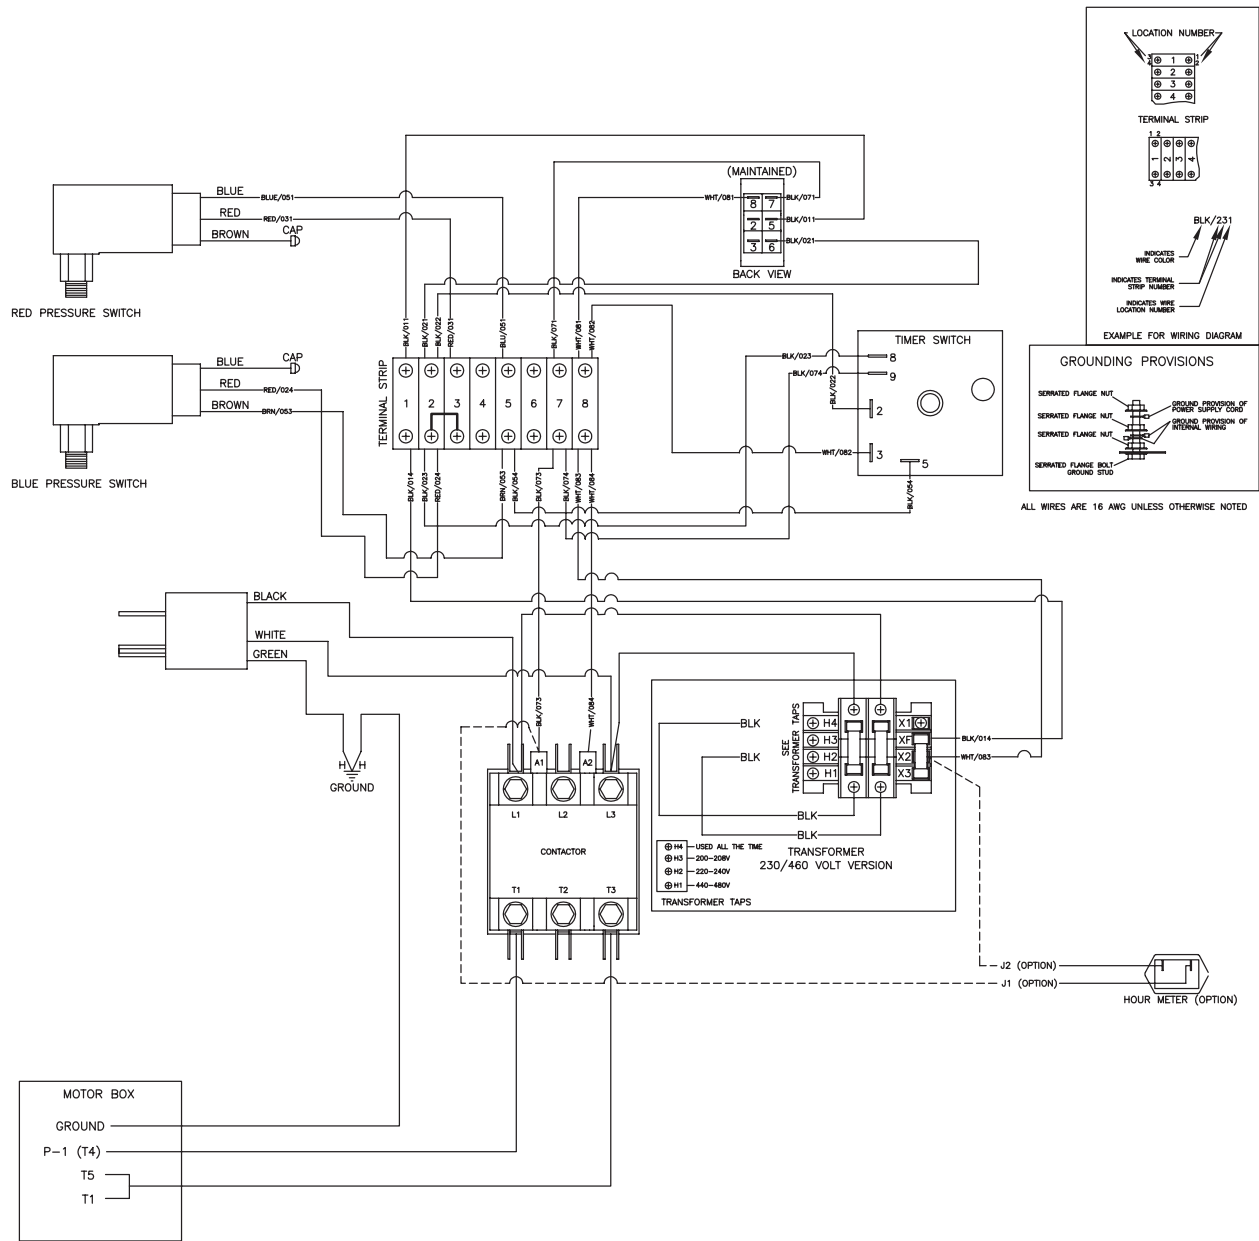 LOCATION NUMBER
3 1
4 2
1
2
3
4
TERMINAL STRIP
1 2
1 2 3 4
3 4
BLK/231
INDICATES
WIRE COLOR
INDICATES TERMINAL
STRIP NUMBER
INDICATES WIRE
LOCATION NUMBER
EXAMPLE FOR WIRING DIAGRAM
GROUNDING PROVISIONS
SERRATED FLANGE NUT
GROUND PROVISION OF
POWER SUPPLY CORD
SERRATED FLANGE NUT
GROUND PROVISION OF
INTERNAL WIRING
SERRATED FLANGE NUT
SERRATED FLANGE BOLT
GROUND STUD
ALL WIRES ARE 16 AWG UNLESS OTHERWISE NOTED
(MAINTAINED)
WHT/081
8 7
BLK/071
2 5
BLK/011
3 6
BLK/021
BACK VIEW
BLUE
BLUE/051
RED
RED/031
BROWN
CAP
RED PRESSURE SWITCH
BLUE
CAP
RED
RED/024
BROWN
BRN/053
BLUE PRESSURE SWITCH
BLK/011
BLK/021
BLK/022
RED/031
BLU/051
BLK/071
WHT/081
WHT/082
TERMINAL STRIP
1 2 3 4 5 6 7 8
BLK/014
BLK/023
RED/024
BRN/053
BLK/054
BLK/073
BLK/074
WHT/083
WHT/084
TIMER SWITCH
BLK/023
8
BLK/074
9
BLK/022
2
WHT/082
3
5
BLK/054
BLACK
WHITE
GREEN
H H
GROUND
BLK/073
WHT/084
A1
A2
L1 L2 L3
CONTACTOR
T1 T2 T3
SEE
TRANSFORMER TAPS
H4
H3
H2
H1
X1
XF
X2
X3
BLK/014
WHT/083
BLK
BLK
BLK
BLK
TRANSFORMER
230/460 VOLT VERSION
H4 USED ALL THE TIME
H3 200-208V
H2 220-240V
H1 440-480V
TRANSFORMER TAPS
J2 (OPTION)
J1 (OPTION)
HOUR METER (OPTION)
MOTOR BOX
GROUND
P-1 (T4)
T5
T1